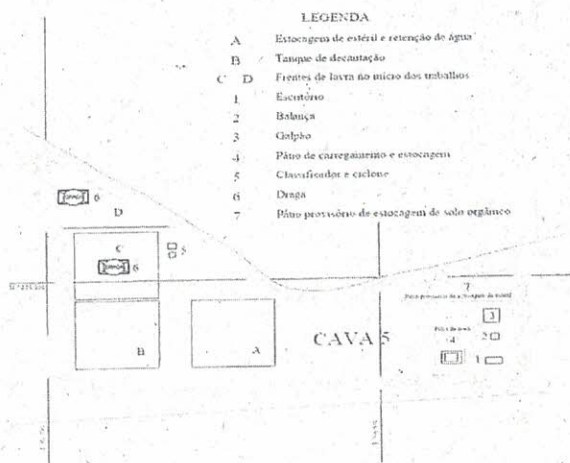 LEGENDA
A Estocagem de estéril e retenção de água
B Tanque de decantação
C D Frentes de lavra no início dos trabalhos
1 Escritório
2 Balança
3 Galpão
4 Pátio de carregamento e estocagem
5 Classificador e ciclone
6 Draga
7 Pátio provisório de estocagem de solo orgânico
6
D
C
5
6
7
3
4
2
1
B
A
CAVA 5